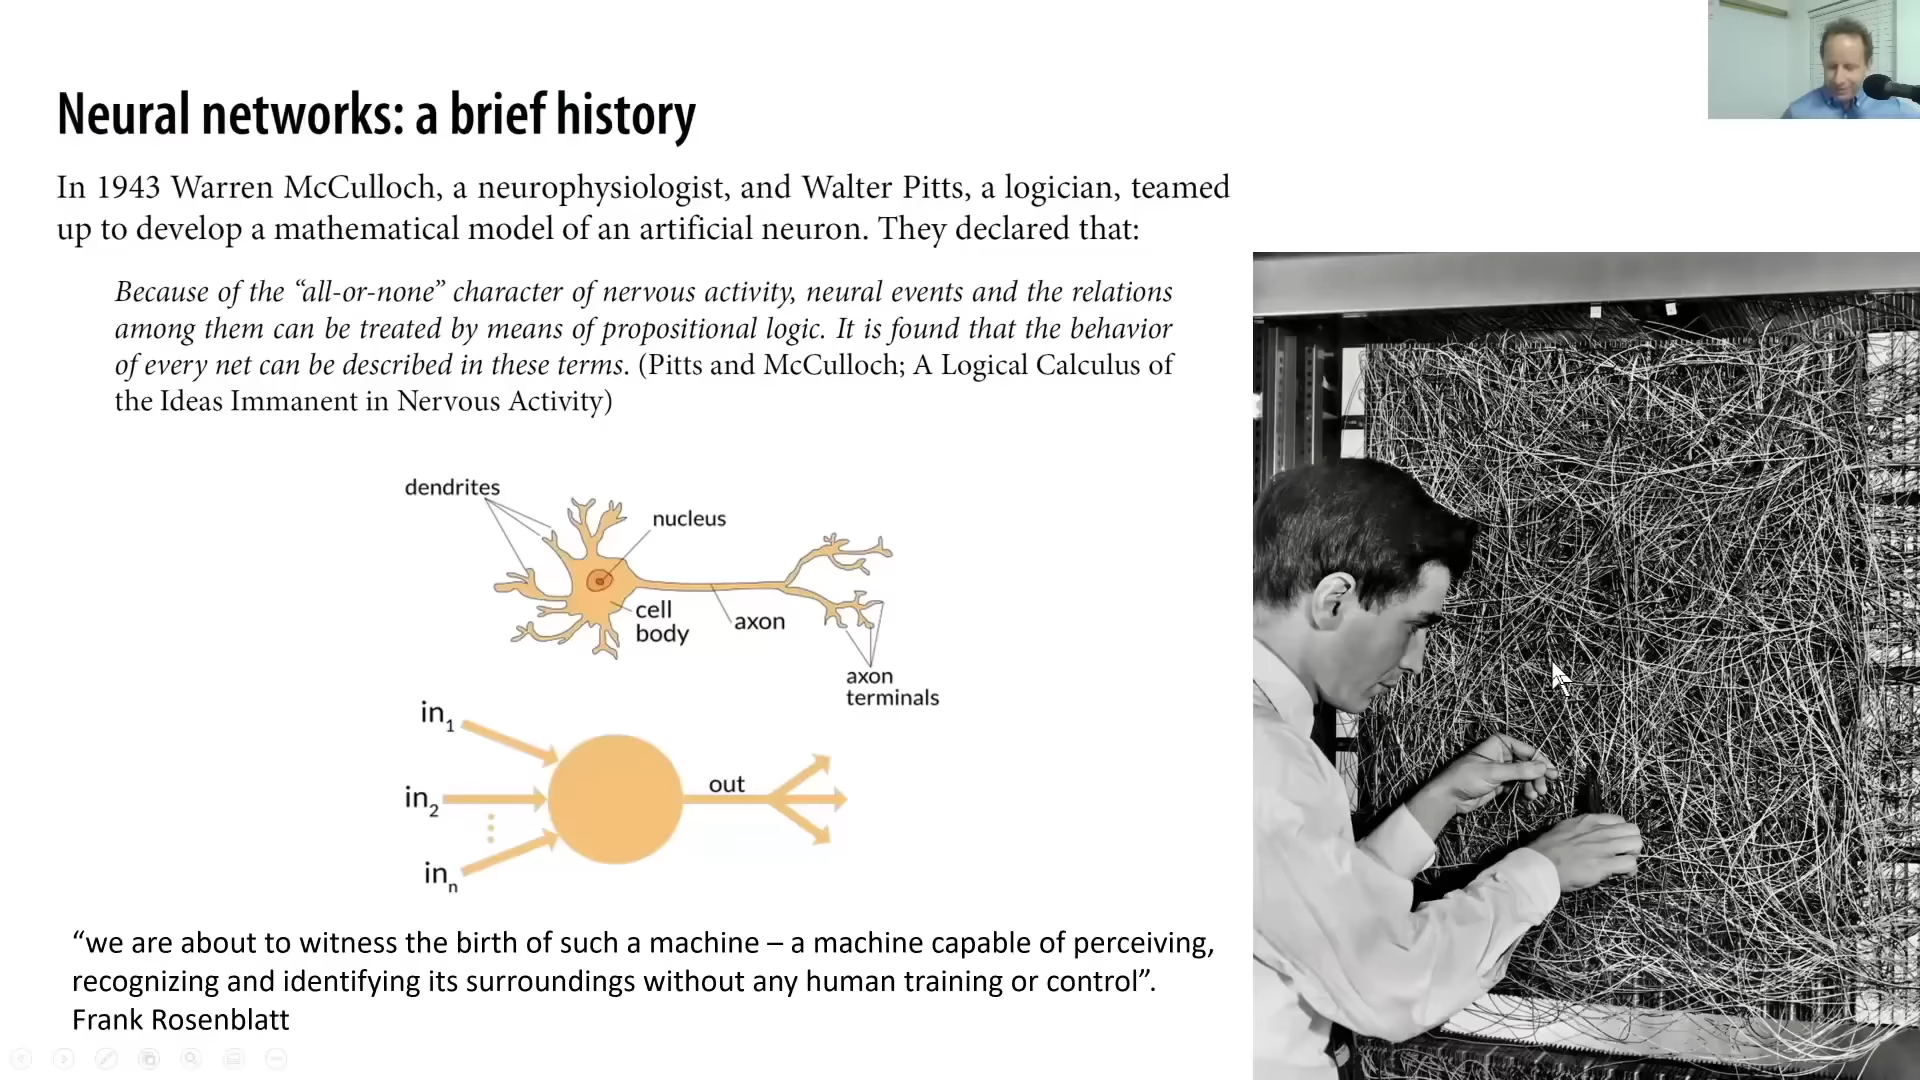 Neural networks: a brief history
In 1943 Warren McCulloch, a neurophysiologist, and Walter Pitts, a logician, teamed
up to develop a mathematical model of an artificial neuron. They declared that:
Because of the “all-or-none” character of nervous activity, neural events and the relations
among them can be treated by means of propositional logic. It is found that the behavior
of every net can be described in these terms. (Pitts and McCulloch; A Logical Calculus of
the Ideas Immanent in Nervous Activity)
dendrites
nucleus
cell
body
axon
axon
terminals
in1
in2
out
inn
“we are about to witness the birth of such a machine – a machine capable of perceiving,
recognizing and identifying its surroundings without any human training or control”.
Frank Rosenblatt